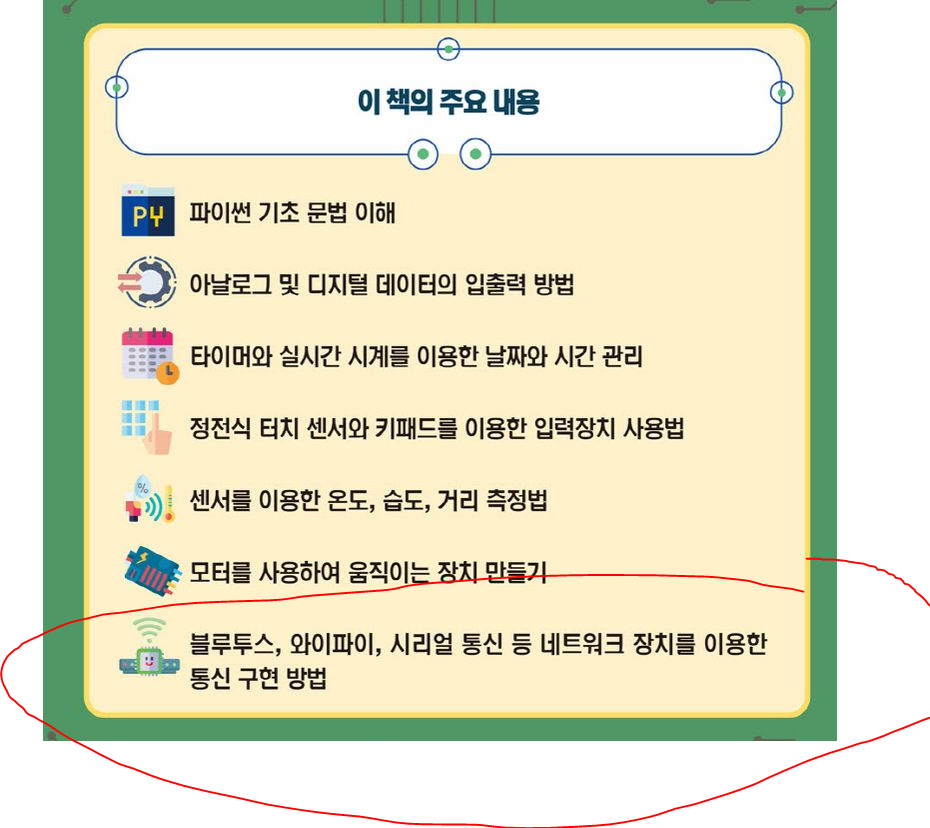 이 책의 주요 내용
PY
파이썬 기초 문법 이해
아날로그 및 디지털 데이터의 입출력 방법
타이머와 실시간 시계를 이용한 날짜와 시간 관리
정전식 터치 센서와 키패드를 이용한 입력장치 사용법
%
센서를 이용한 온도, 습도, 거리 측정법
모터를 사용하여 움직이는 장치 만들기
블루투스, 와이파이, 시리얼 통신 등 네트워크 장치를 이용한
통신 구현 방법